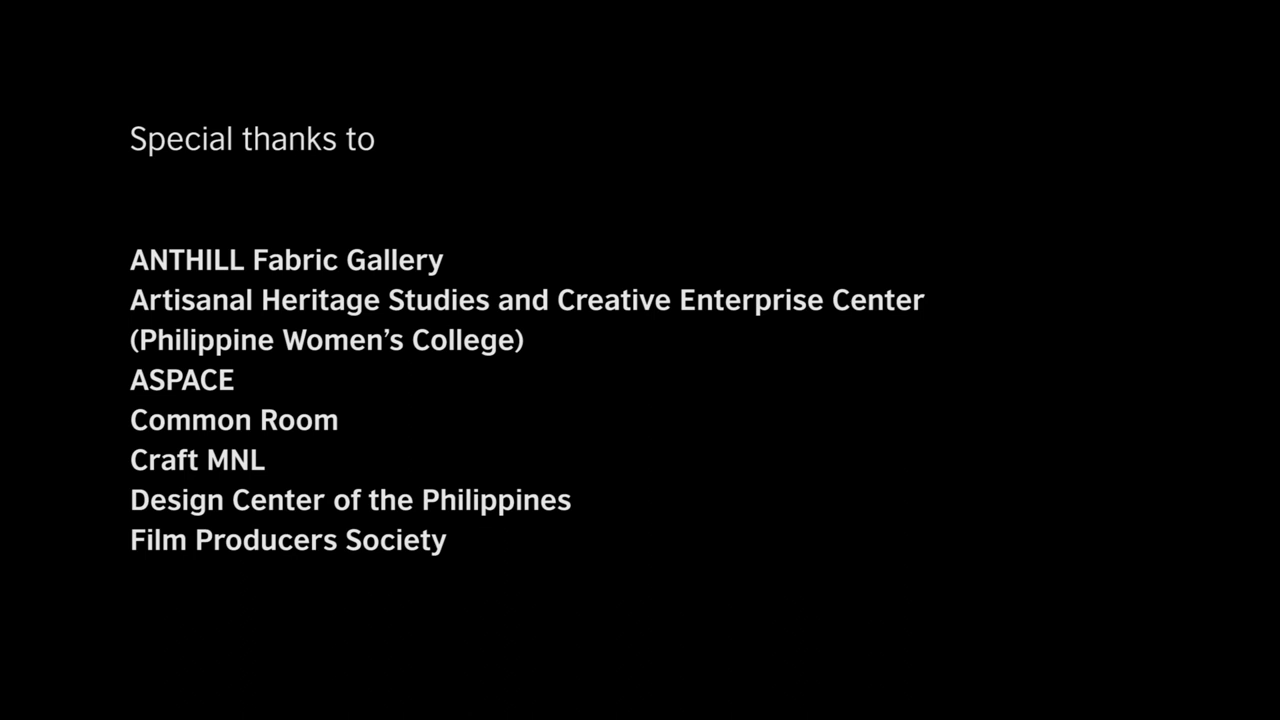 Special thanks to
ANTHILL Fabric Gallery
Artisanal Heritage Studies and Creative Enterprise Center
(Philippine Women’s College)
ASPACE
Common Room
Craft MNL
Design Center of the Philippines
Film Producers Society